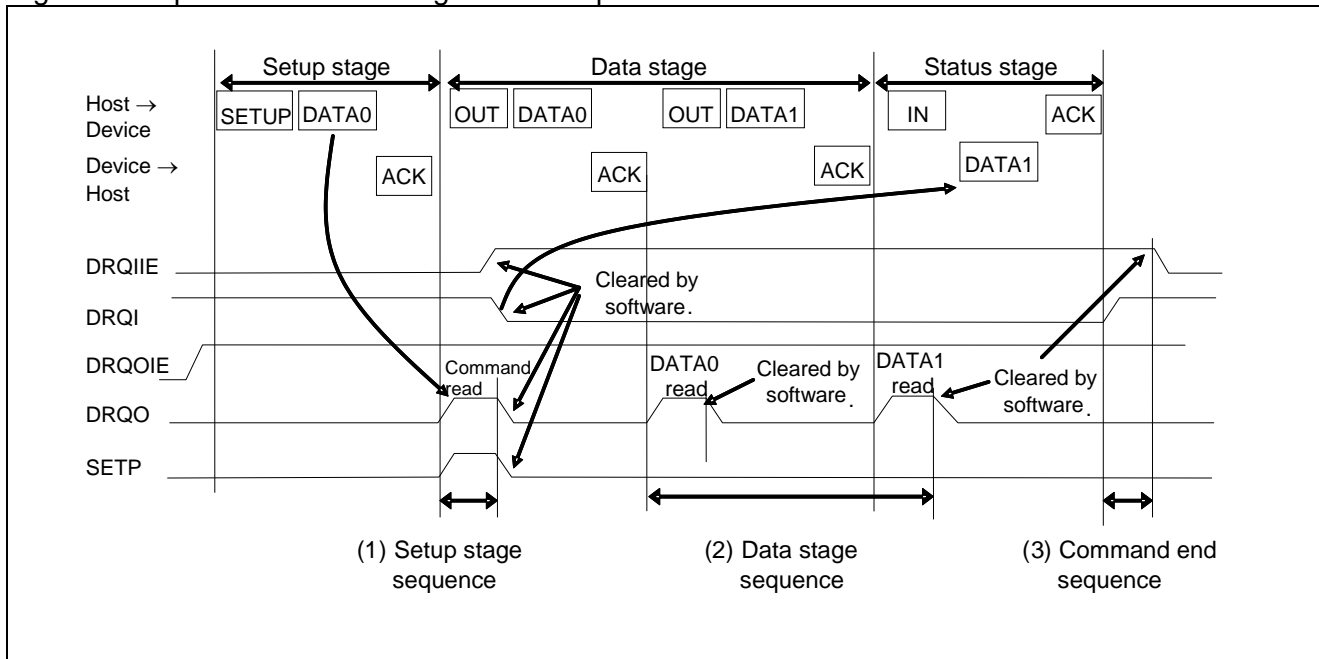 Setup stage
Data stage
Status stage
Host →
Device
SETUP
DATA0
OUT
DATA0
OUT
DATA1
IN
ACK
Device →
Host
ACK
ACK
ACK
DATA1
DRQIIE
Cleared by
software.
DRQI
DRQOIE
Command
read
DATA0
read
Cleared by
software.
DATA1
read
Cleared by
software.
DRQO
SETP
(1) Setup stage
sequence
(2) Data stage
sequence
(3) Command end
sequence